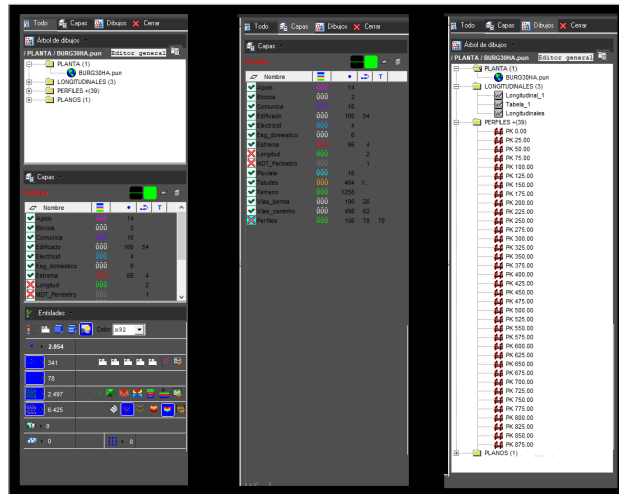 Todo Capas Dibujos Cerrar
Árbol de dibujos
/ PLANTA / BURG30HA.pun Editor general
PLANTA (1)
BURG30HA.pun
LONGITUDINALES (3)
PERFILES +(39)
PLANOS (1)
Capas
Nombre T
Apoio 14
Blocos 2
Comunica 16
Edificado 166 54
Electricid 4
Esg_domestico 6
Estrema 66 4
Longitud 2
MDT_Perimetro 1
Entidades
Color x32
2.854
341
78
2.497
6.425
0
0 0
Todo Capas Dibujos Cerrar
Capas
Nombre T
Apoio 14
Blocos 2
Comunica 16
Edificado 166 54
Electricid 4
Esg_domestico 6
Estrema 66 4
Longitud 2
MDT_Perimetro 1
Pluviais 16
Taludes 464 1...
Terreno 1256
Vias_berma 190 26
Vias_caminho 498 62
Perfiles 156 78 78
Todo Capas Dibujos Cerrar
Árbol de dibujos
/ PLANTA / BURG30HA.pun Editor general
PLANTA (1)
BURG30HA.pun
LONGITUDINALES (3)
Longitudinal_1
Tabela_1
Longitudinales
PERFILES +(39)
PK 0.00
PK 25.00
PK 50.00
PK 75.00
PK 100.00
PK 125.00
PK 150.00
PK 175.00
PK 200.00
PK 225.00
PK 250.00
PK 275.00
PK 300.00
PK 325.00
PK 350.00
PK 375.00
PK 400.00
PK 425.00
PK 450.00
PK 475.00
PK 500.00
PK 525.00
PK 550.00
PK 575.00
PK 600.00
PK 625.00
PK 650.00
PK 675.00
PK 700.00
PK 725.00
PK 750.00
PK 775.00
PK 800.00
PK 825.00
PK 850.00
PK 875.00
PLANOS (1)